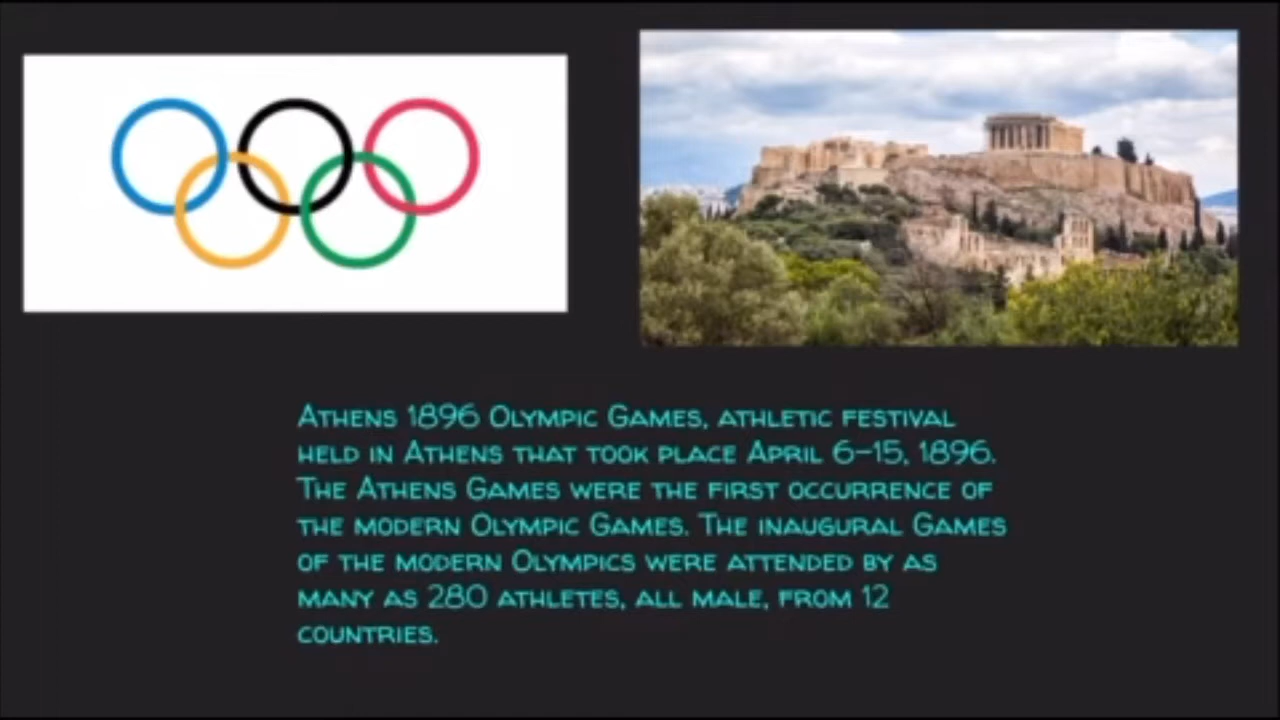 Athens 1896 Olympic Games, athletic festival
held in Athens that took place April 6-15, 1896.
The Athens Games were the first occurrence of
the modern Olympic Games. The inaugural Games
of the modern Olympics were attended by as
many as 280 athletes, all male, from 12
countries.